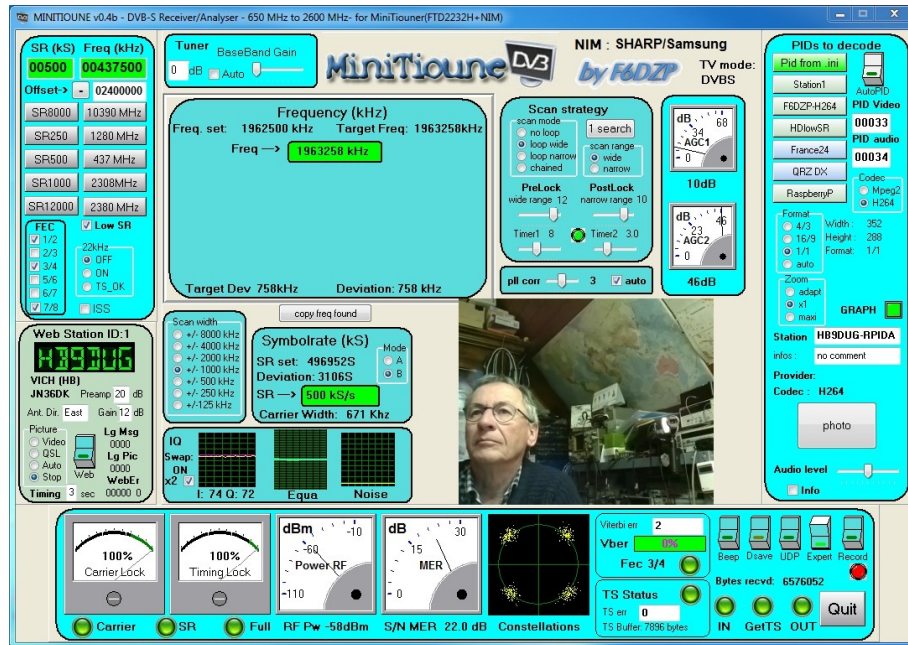 MINITIOUNE v0.4b - DVB-S Receiver/Analyser - 650 MHz to 2600 MHz- for MiniTiouner(FTD2232H+NIM)
SR (kS) Freq (kHz)
00500 00437500
Offset-> - 02400000
SR8000 10390 MHz
SR250 1280 MHz
SR500 437 MHz
SR1000 2308MHz
SR12000 2380 MHz
FEC
Low SR
1/2
2/3
3/4
5/6
6/7
7/8
22kHz
OFF
ON
TS_OK
ISS
Tuner
BaseBand Gain
0 dB Auto
MiniTioune DVB
by F6DZP
NIM : SHARP/Samsung
TV mode:
DVBS
Frequency (kHz)
Freq. set: 1962500 kHz Target Freq: 1963258kHz
Freq —> 1963258 kHz
Target Dev 758kHz Deviation: 758 kHz
Scan strategy
scan mode
no loop
loop wide
loop narrow
chained
1 search
scan range
wide
narrow
PreLock PostLock
wide range 12 narrow range 10
Timer1 8 Timer2 3.0
pll corr 3 auto
dB 68
34
AGC1
- 0
10dB
dB 46
23
AGC2
- 0
46dB
PIDs to decode
Pid from .ini
Station1
F6DZP-H264
HDlowSR
France24
QRZ DX
RaspberryP
AutoPID
PID Video
00033
PID audio
00034
Codec
Mpeg2
H264
Format
4/3
16/9
1/1
auto
Width : 352
Height : 288
Format: 1/1
Zoom
adapt
x1
maxi
GRAPH
Station HB9DUG-RPIDA
infos : no comment
Provider:
Codec : H264
photo
Audio level
Info
Web Station ID:1
HB9DUG
VICH (HB)
JN36DK Preamp 20 dB
Ant. Dir. East Gain 12 dB
Picture
Video
QSL
Auto
Stop
Web
Lg Msg
0000
Lg Pic
0000
WebEr
Timing 3 sec 00000 0
Scan width
+/- 8000 kHz
+/- 4000 kHz
+/- 2000 kHz
+/- 1000 kHz
+/- 500 kHz
+/- 250 kHz
+/-125 kHz
copy freq found
Symbolrate (kS)
SR set: 496952S
Deviation: 3106S
SR —> 500 kS/s
Carrier Width: 671 Khz
Mode
A
B
IQ
Swap:
ON
x2
I: 74 Q: 72 Equa Noise
100%
Carrier Lock
100%
Timing Lock
dBm -10
-60
Power RF
-110
dB 30
15
MER
- 0
Carrier SR Full RF Pw -58dBm S/N MER 22.0 dB Constellations
Viterbi err 2
Vber 0%
Fec 3/4
TS Status
TS err 0
TS Buffer: 7896 bytes
Beep Dsave UDP Expert Record
Bytes recvd: 6576052
IN GetTS OUT
Quit